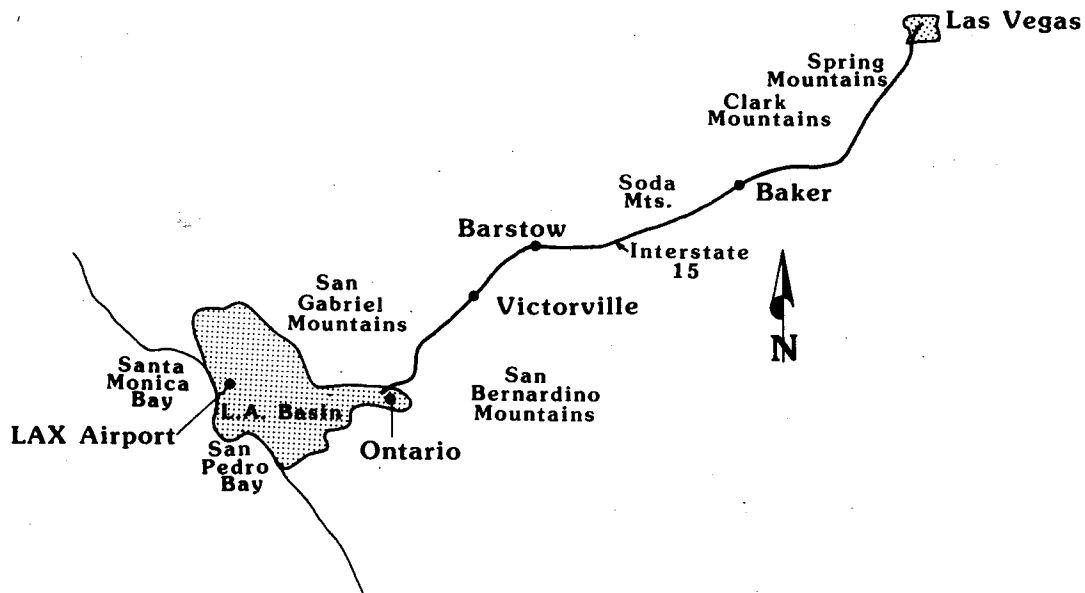 Las Vegas
Spring
Mountains
Clark
Mountains
Soda
Mts.
Baker
Barstow
Interstate
15
San
Gabriel
Mountains
Victorville
N
Santa
Monica
Bay
San
Bernardino
Mountains
L.A. Basin
LAX Airport
San
Pedro
Bay
Ontario